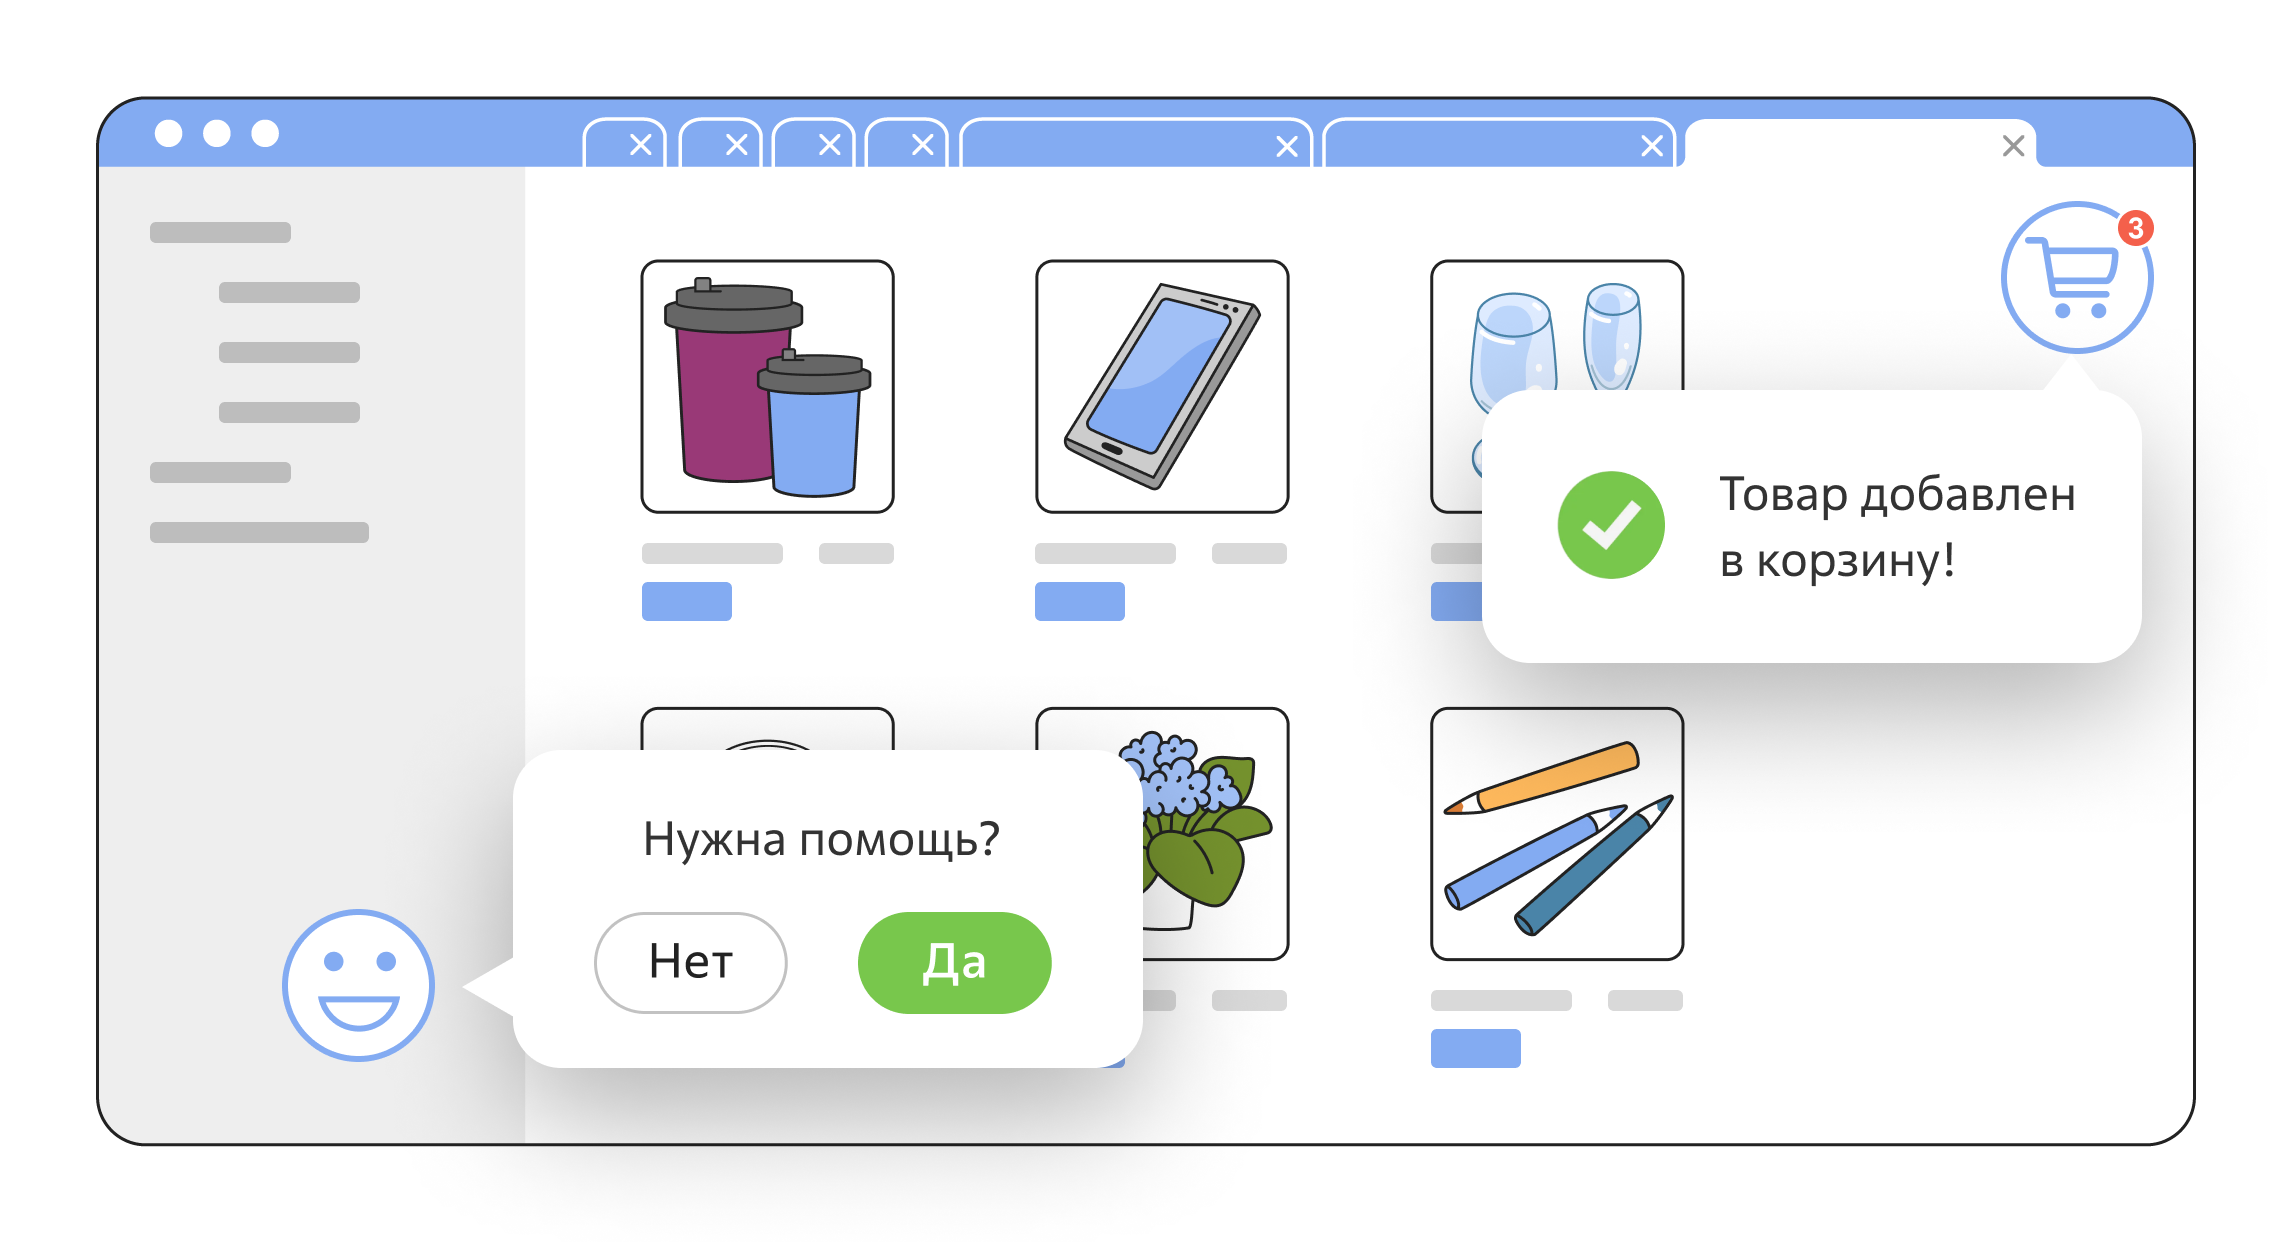 3
Товар добавлен
в корзину!
Нужна помощь?
Нет
Да